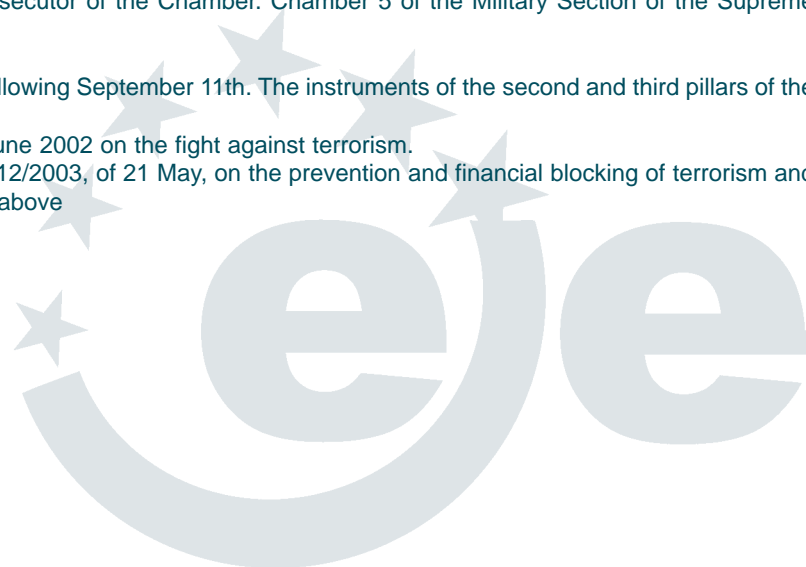 secutor of the Chamber. Chamber 5 of the Military Section of the Supreme
llowing September 11th. The instruments of the second and third pillars of the
une 2002 on the fight against terrorism.
12/2003, of 21 May, on the prevention and financial blocking of terrorism and
above
eje